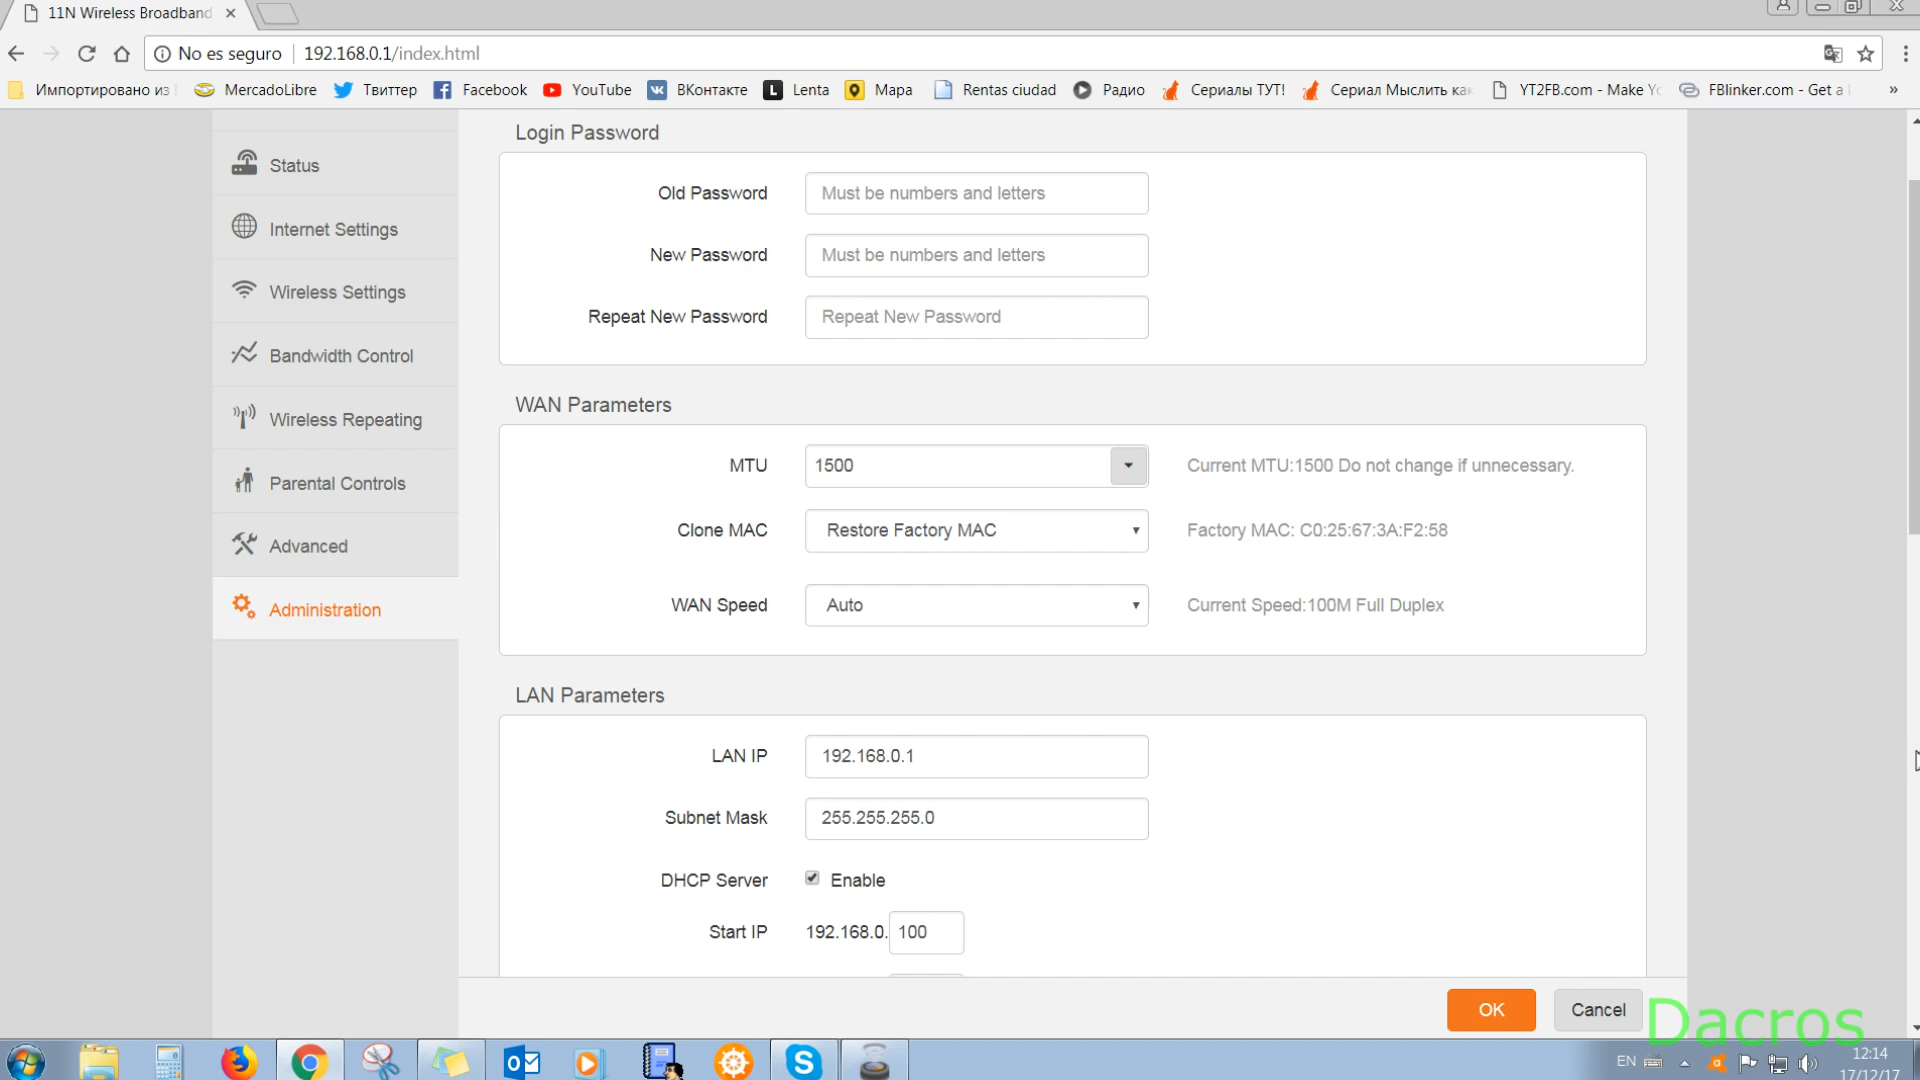 11N Wireless Broadband
No es seguro 192.168.0.1/index.html
Импортировано из MercadoLibre Твиттер Facebook YouTube ВКонтакте Lenta Мара Rentas ciudad Радио Сериалы ТУТ! Сериал Мыслить как YT2FB.com - Make Yo FBlinker.com - Get a »
Login Password
Status
Old Password Must be numbers and letters
Internet Settings
New Password Must be numbers and letters
Wireless Settings
Repeat New Password Repeat New Password
Bandwidth Control
WAN Parameters
Wireless Repeating
MTU 1500 Current MTU:1500 Do not change if unnecessary.
Parental Controls
Clone MAC Restore Factory MAC Factory MAC: C0:25:67:3A:F2:58
Advanced
WAN Speed Auto Current Speed:100M Full Duplex
Administration
LAN Parameters
LAN IP 192.168.0.1
Subnet Mask 255.255.255.0
DHCP Server Enable
Start IP 192.168.0. 100
OK Cancel
Dacros
EN 12:14
17/12/17